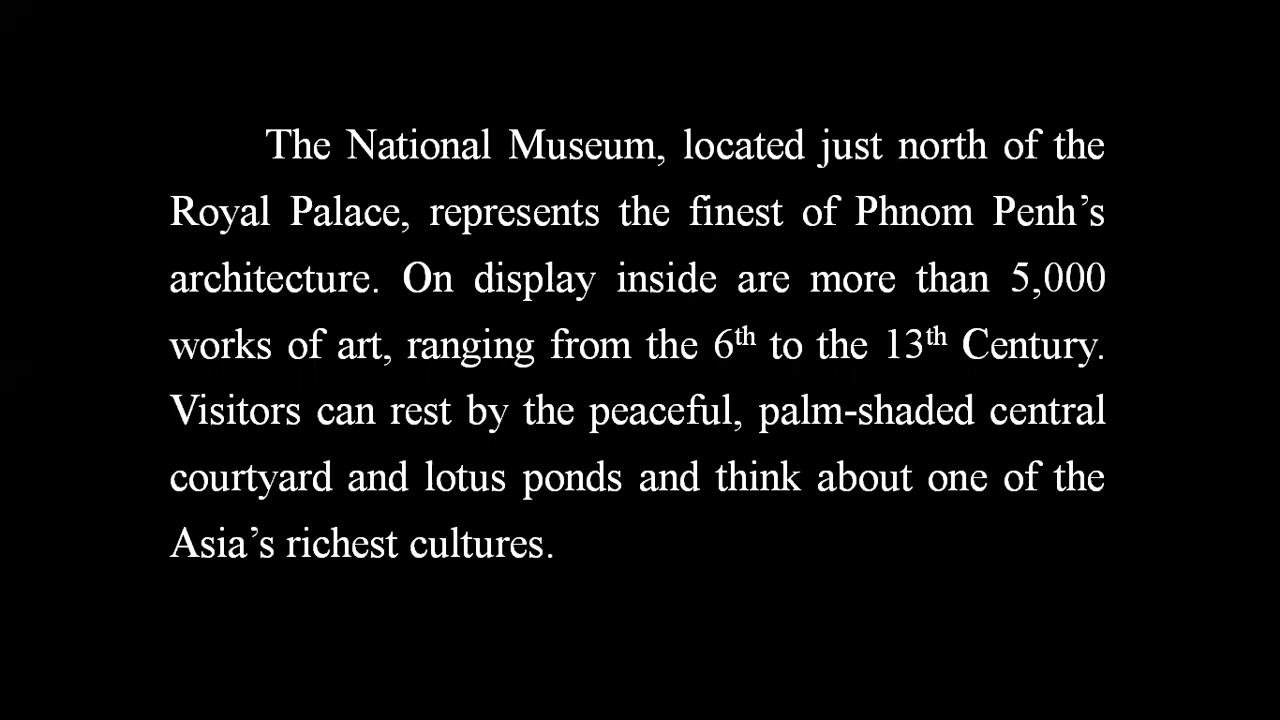 The National Museum, located just north of the
Royal Palace, represents the finest of Phnom Penh’s
architecture. On display inside are more than 5,000
works of art, ranging from the 6th to the 13th Century.
Visitors can rest by the peaceful, palm-shaded central
courtyard and lotus ponds and think about one of the
Asia’s richest cultures.